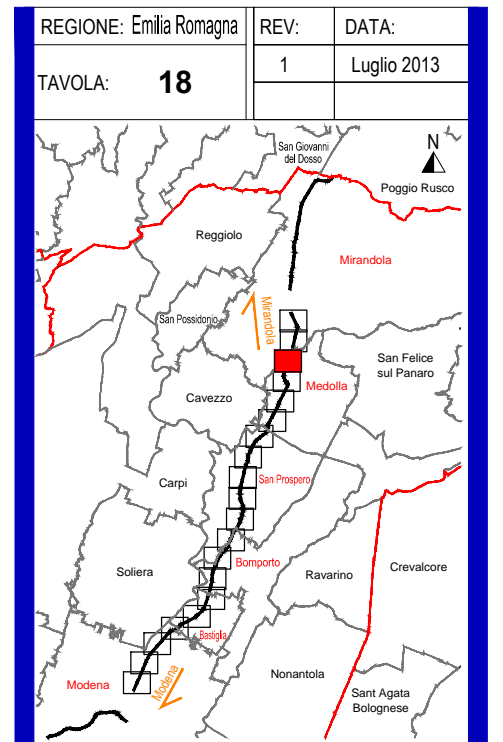 REGIONE: Emilia Romagna
REV:
DATA:
TAVOLA: 18
1
Luglio 2013
N
San Giovanni
del Dosso
Poggio Rusco
Reggiolo
Mirandola
Mirandola
San Possidonio
San Felice
sul Panaro
Medolla
Cavezzo
San Prospero
Carpi
Bomporto
Crevalcore
Soliera
Ravarino
Bastiglia
Modena
Modena
Nonantola
Sant Agata
Bolognese